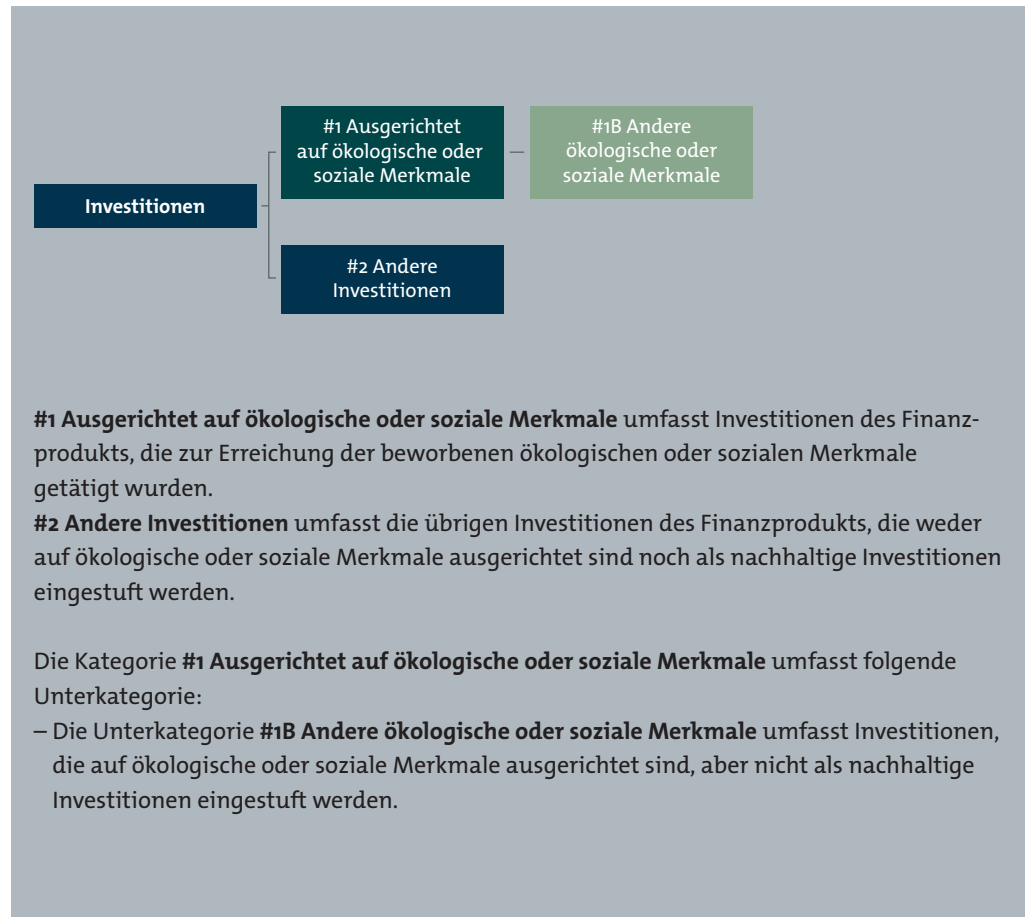 #1 Ausgerichtet
auf ökologische oder
soziale Merkmale
#1B Andere
ökologische oder
soziale Merkmale
Investitionen
#2 Andere
Investitionen
#1 Ausgerichtet auf ökologische oder soziale Merkmale umfasst Investitionen des Finanz-
produkts, die zur Erreichung der beworbenen ökologischen oder sozialen Merkmale
getätigt wurden.
#2 Andere Investitionen umfasst die übrigen Investitionen des Finanzprodukts, die weder
auf ökologische oder soziale Merkmale ausgerichtet sind noch als nachhaltige Investitionen
eingestuft werden.
Die Kategorie #1 Ausgerichtet auf ökologische oder soziale Merkmale umfasst folgende
Unterkategorie:
– Die Unterkategorie #1B Andere ökologische oder soziale Merkmale umfasst Investitionen,
die auf ökologische oder soziale Merkmale ausgerichtet sind, aber nicht als nachhaltige
Investitionen eingestuft werden.